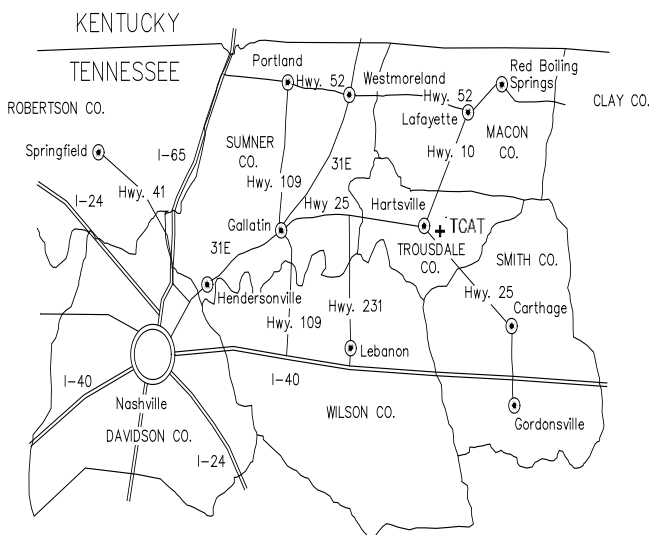 KENTUCKY
TENNESSEE
ROBERTSON CO.
Springfield
Hwy. 41
I-24
I-65
Portland
Hwy. 52
Westmoreland
Hwy. 52
Red Boiling
Springs
CLAY CO.
Lafayette
MACON
CO.
SUMNER
CO.
31E
Hwy. 10
Hwy. 109
Hwy 25
Hartsville
Gallatin
TCAT
TROUSDALE
CO.
SMITH CO.
31E
Hendersonville
Hwy. 25
Carthage
Hwy. 109
Hwy. 231
Lebanon
I-40
I-40
Nashville
WILSON CO.
Gordonsville
DAVIDSON CO.
I-24